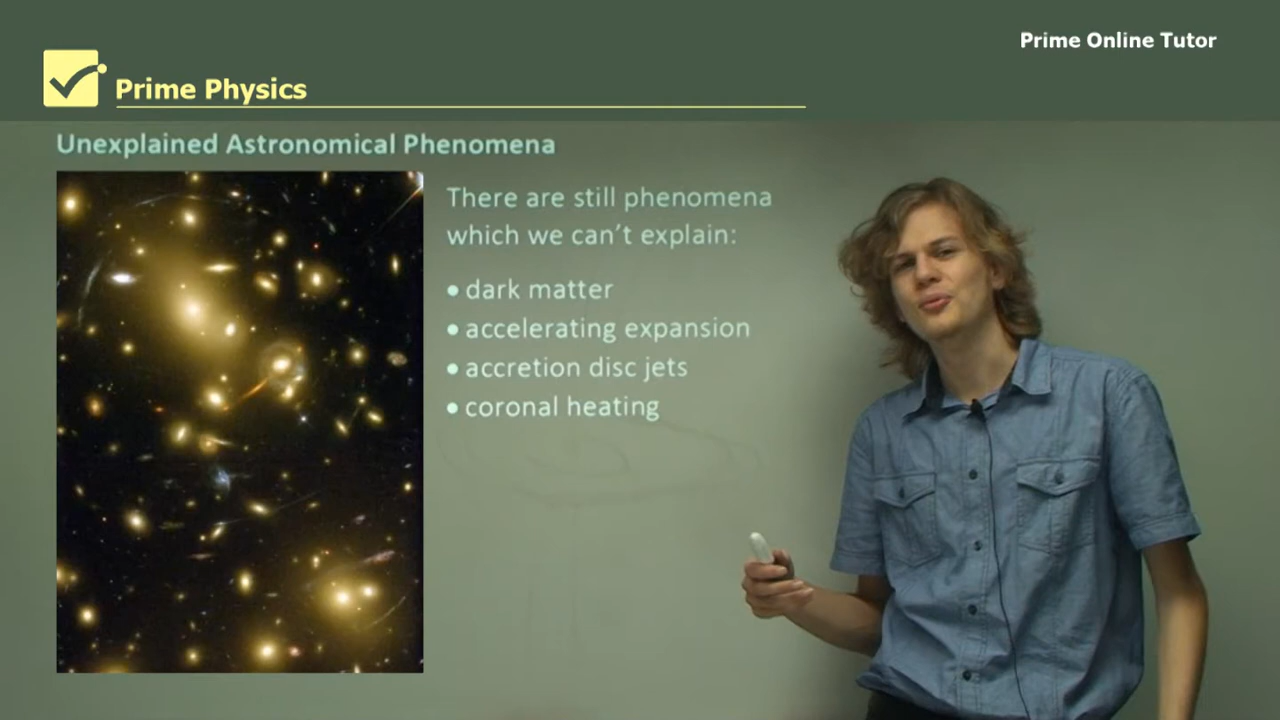 Prime Online Tutor
Prime Physics
Unexplained Astronomical Phenomena
There are still phenomena
which we can't explain:
• dark matter
• accelerating expansion
• accretion disc jets
• coronal heating